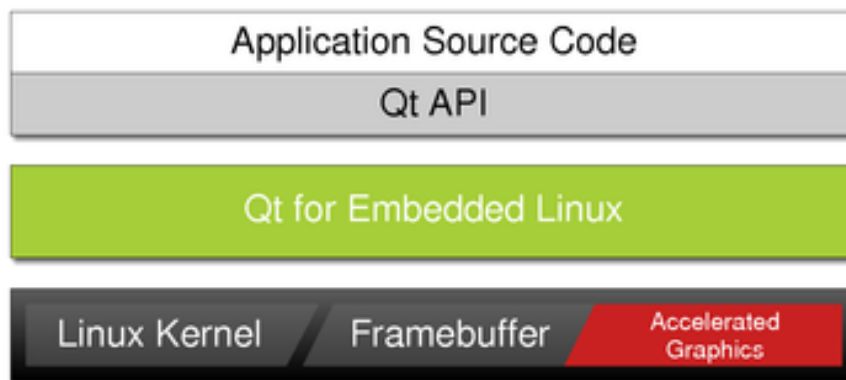 Application Source Code
Qt API
Qt for Embedded Linux
Linux Kernel
Framebuffer
Accelerated
Graphics